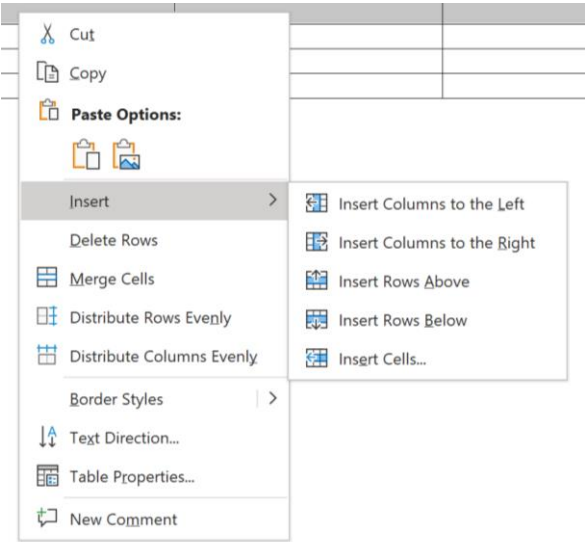 Cut
Copy
Paste Options:
Insert
Delete Rows
Merge Cells
Distribute Rows Evenly
Distribute Columns Evenly
Border Styles
Text Direction...
Table Properties...
New Comment
Insert Columns to the Left
Insert Columns to the Right
Insert Rows Above
Insert Rows Below
Insert Cells...